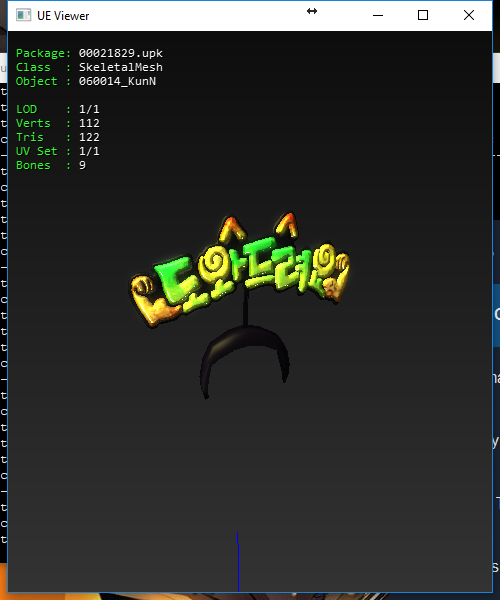 UE Viewer
Package: 00021829.upk
Class : SkeletalMesh
Object : 060014_KunN
LOD : 1/1
Verts : 112
Tris : 122
UV Set : 1/1
Bones : 9
도와드려요